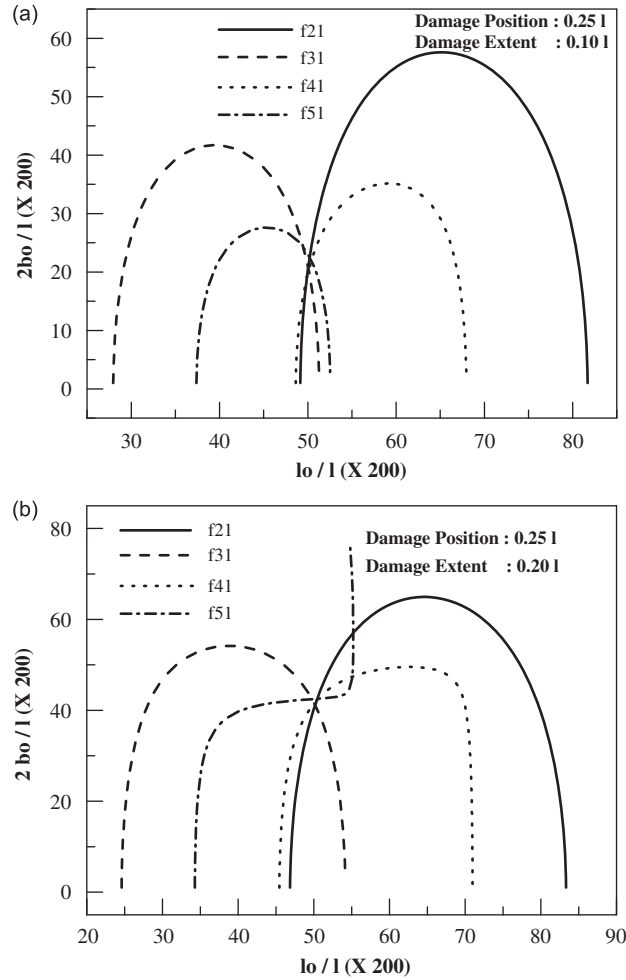 (a)
f21
f31
f41
f51
Damage Position : 0.25 l
Damage Extent : 0.10 l
60
50
40
30
20
10
0
2bo / l (X 200)
30 40 50 60 70 80
lo / l (X 200)
(b)
f21
f31
f41
f51
Damage Position : 0.25 l
Damage Extent : 0.20 l
80
60
40
20
0
2 bo / l (X 200)
20 30 40 50 60 70 80 90
lo / l (X 200)